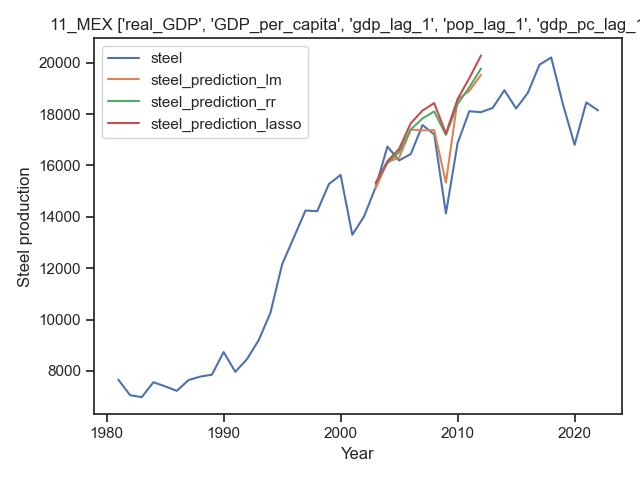 11_MEX ['real_GDP', 'GDP_per_capita', 'gdp_lag_1', 'pop_lag_1', 'gdp_pc_lag_1
steel
steel_prediction_lm
steel_prediction_rr
steel_prediction_lasso
Steel production
20000
18000
16000
14000
12000
10000
8000
1980
1990
2000
2010
2020
Year